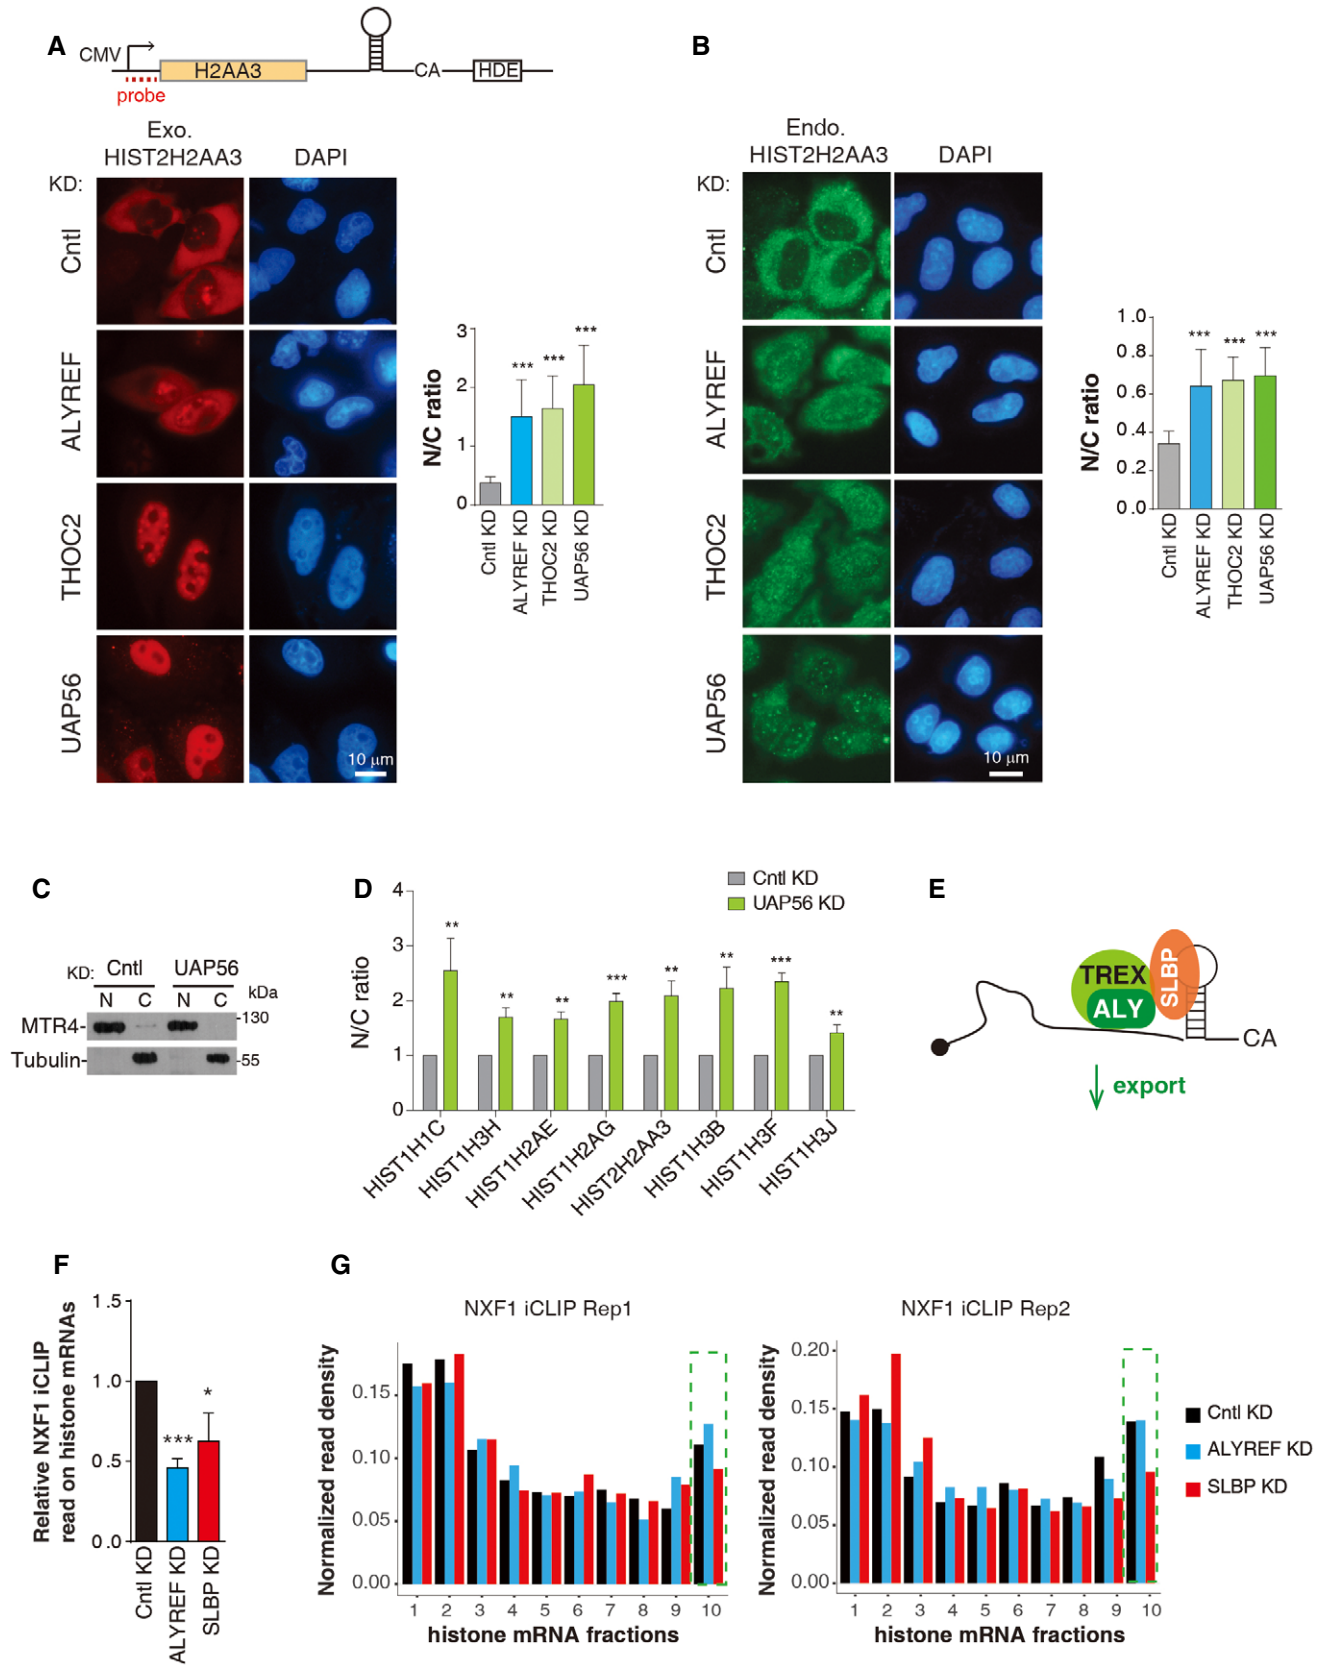 A
CMV
H2AA3
CA
HDE
probe
Exo.
HIST2H2AA3
DAPI
KD:
Cntl
ALYREF
THOC2
UAP56
10 µm
N/C ratio
3
2
1
0
***
***
***
Cntl KD
ALYREF KD
THOC2 KD
UAP56 KD
B
Endo.
HIST2H2AA3
DAPI
KD:
Cntl
ALYREF
THOC2
UAP56
10 µm
N/C ratio
1.0
0.8
0.6
0.4
0.2
0.0
***
***
***
Cntl KD
ALYREF KD
THOC2 KD
UAP56 KD
C
KD: Cntl UAP56
N C N C kDa
MTR4- -130
Tubulin- -55
D
Cntl KD
UAP56 KD
N/C ratio
4
3
2
1
0
**
**
**
***
**
**
***
**
HIST1H1C
HIST1H3H
HIST1H2AE
HIST1H2AG
HIST2H2AA3
HIST1H3B
HIST1H3F
HIST1H3J
E
TREX
ALY
SLBP
CA
export
F
Relative NXF1 iCLIP
read on histone mRNAs
1.5
1.0
0.5
0.0
***
*
Cntl KD
ALYREF KD
SLBP KD
G
NXF1 iCLIP Rep1
Normalized read density
0.15
0.10
0.05
0.00
1 2 3 4 5 6 7 8 9 10
histone mRNA fractions
NXF1 iCLIP Rep2
Normalized read density
0.20
0.15
0.10
0.05
0.00
1 2 3 4 5 6 7 8 9 10
histone mRNA fractions
Cntl KD
ALYREF KD
SLBP KD